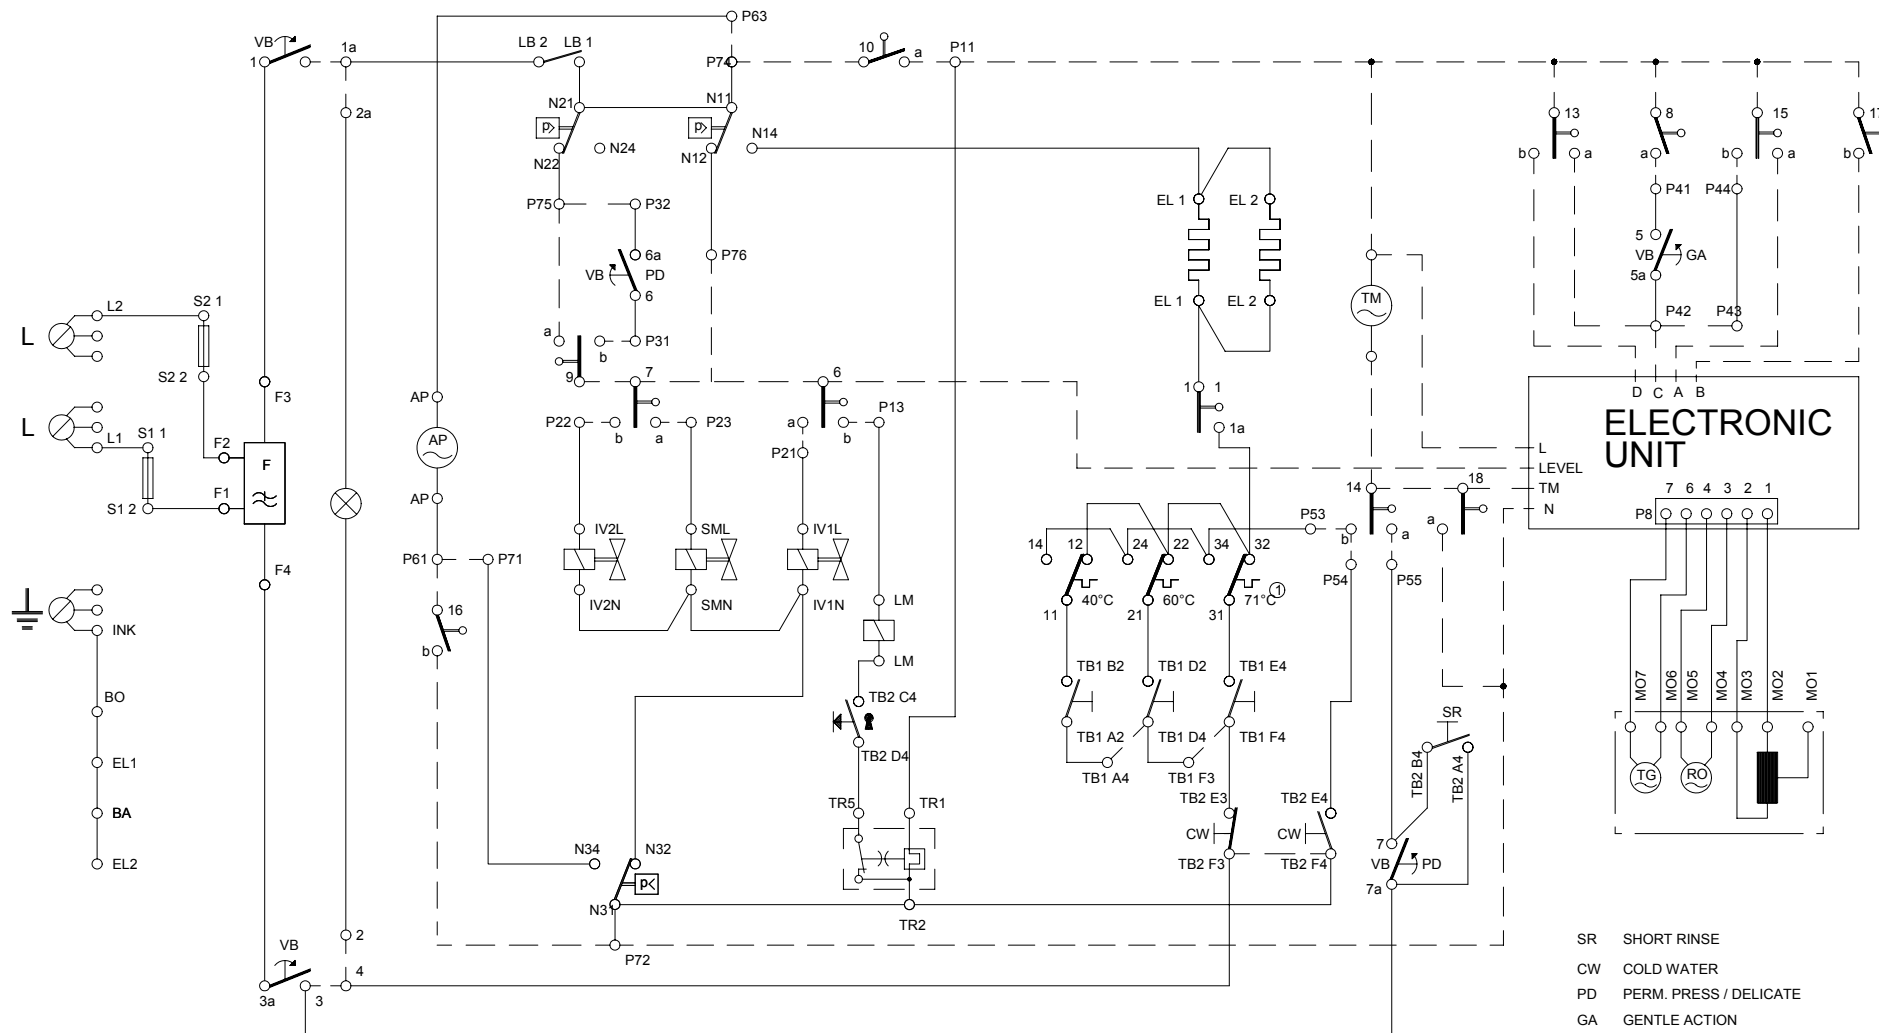 P63
VB
1
1a
LB 2
LB 1
P74
10
a
P11
2a
N21
N11
13
8
15
17
p>
p>
N14
N22
N24
N12
b
a
a
b
a
b
P75
P32
EL 1
EL 2
P41
P44
6a
VB
PD
6
P76
5
VB
GA
5a
L2
S2 1
L
EL 1
EL 2
TM
P42
P43
a
b
P31
S2 2
9
7
6
1
1
F3
AP
P22
b
a
P23
a
b
P13
1a
D
C
A
B
ELECTRONIC
UNIT
L
L1
S1 1
F2
F
AP
P21
L
LEVEL
F1
S1 2
AP
14
18
TM
N
7
6
4
3
2
1
P8
IV2L
SML
IV1L
P53
b
a
a
14
12
24
22
34
32
P61
P71
F4
40°C
60°C
71°C
1
P54
P55
IV2N
SMN
IV1N
LM
11
21
31
16
INK
b
LM
TB1 B2
TB1 D2
TB1 E4
MO7
MO6
MO5
MO4
MO3
MO2
MO1
BO
TB2 C4
SR
TB1 A2
TB1 D4
TB1 F4
TB2 D4
TB2 B4
TB2 A4
EL1
TB1 A4
TB1 F3
TG
RO
TR5
TR1
TB2 E3
TB2 E4
BA
CW
CW
7
N34
N32
VB
PD
EL2
TB2 F3
TB2 F4
p<
7a
N31
TR2
2
SR SHORT RINSE
P72
VB
4
CW COLD WATER
3a
3
PD PERM. PRESS / DELICATE
GA GENTLE ACTION